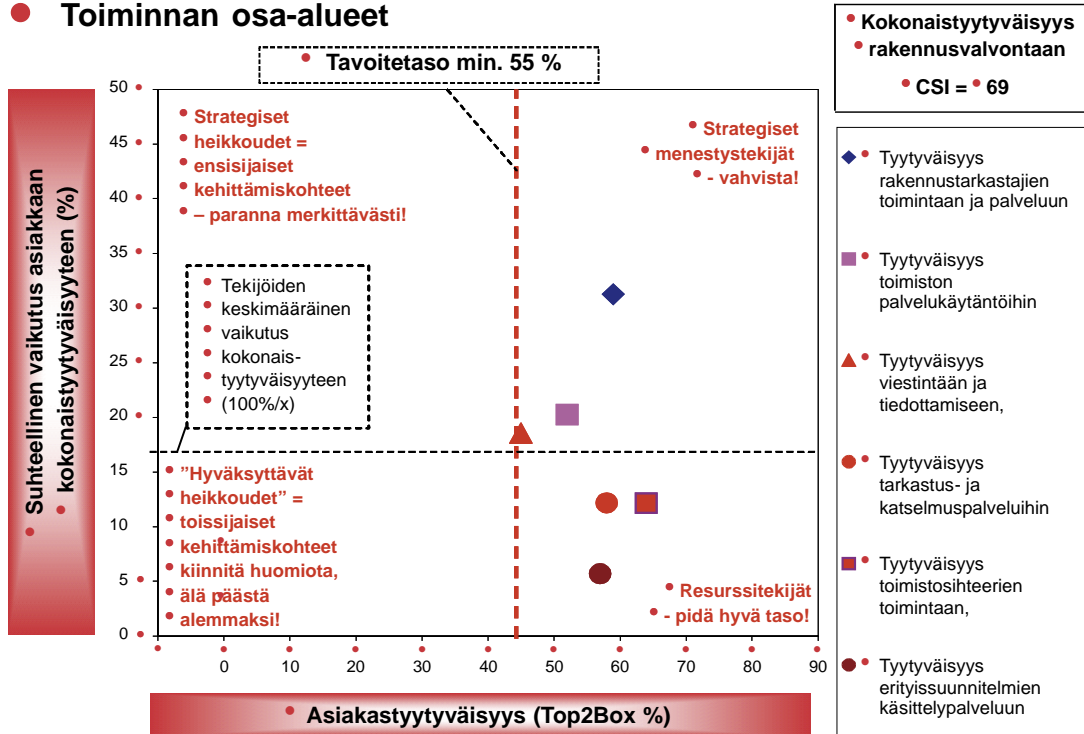 Toiminnan osa-alueet
Kokonaistyytyväisyys
rakennusvalvontaan
CSI = 69
Tavoitetaso min. 55 %
Suhteellinen vaikutus asiakkaan
kokonaistyytyväisyyteen (%)
50
45
40
35
30
25
20
15
10
5
0
Strategiset
heikkoudet =
ensisijaiset
kehittämiskohteet
– paranna merkittävästi!
Strategiset
menestystekijät
- vahvista!
Tekijöiden
keskimääräinen
vaikutus
kokonais-
tyytyväisyyteen
(100%/x)
”Hyväksyttävät
heikkoudet” =
toissijaiset
kehittämiskohteet
kiinnitä huomiota,
älä päästä
alemmaksi!
Resurssitekijät
- pidä hyvä taso!
0 10 20 30 40 50 60 70 80 90
Asiakastyytyväisyys (Top2Box %)
Tyytyväisyys
rakennustarkastajien
toimintaan ja palveluun
Tyytyväisyys
toimiston
palvelukäytäntöihin
Tyytyväisyys
viestintään ja
tiedottamiseen,
Tyytyväisyys
tarkastus- ja
katselmuspalveluihin
Tyytyväisyys
toimistosihteerien
toimintaan,
Tyytyväisyys
erityissuunnitelmien
käsittelypalveluun